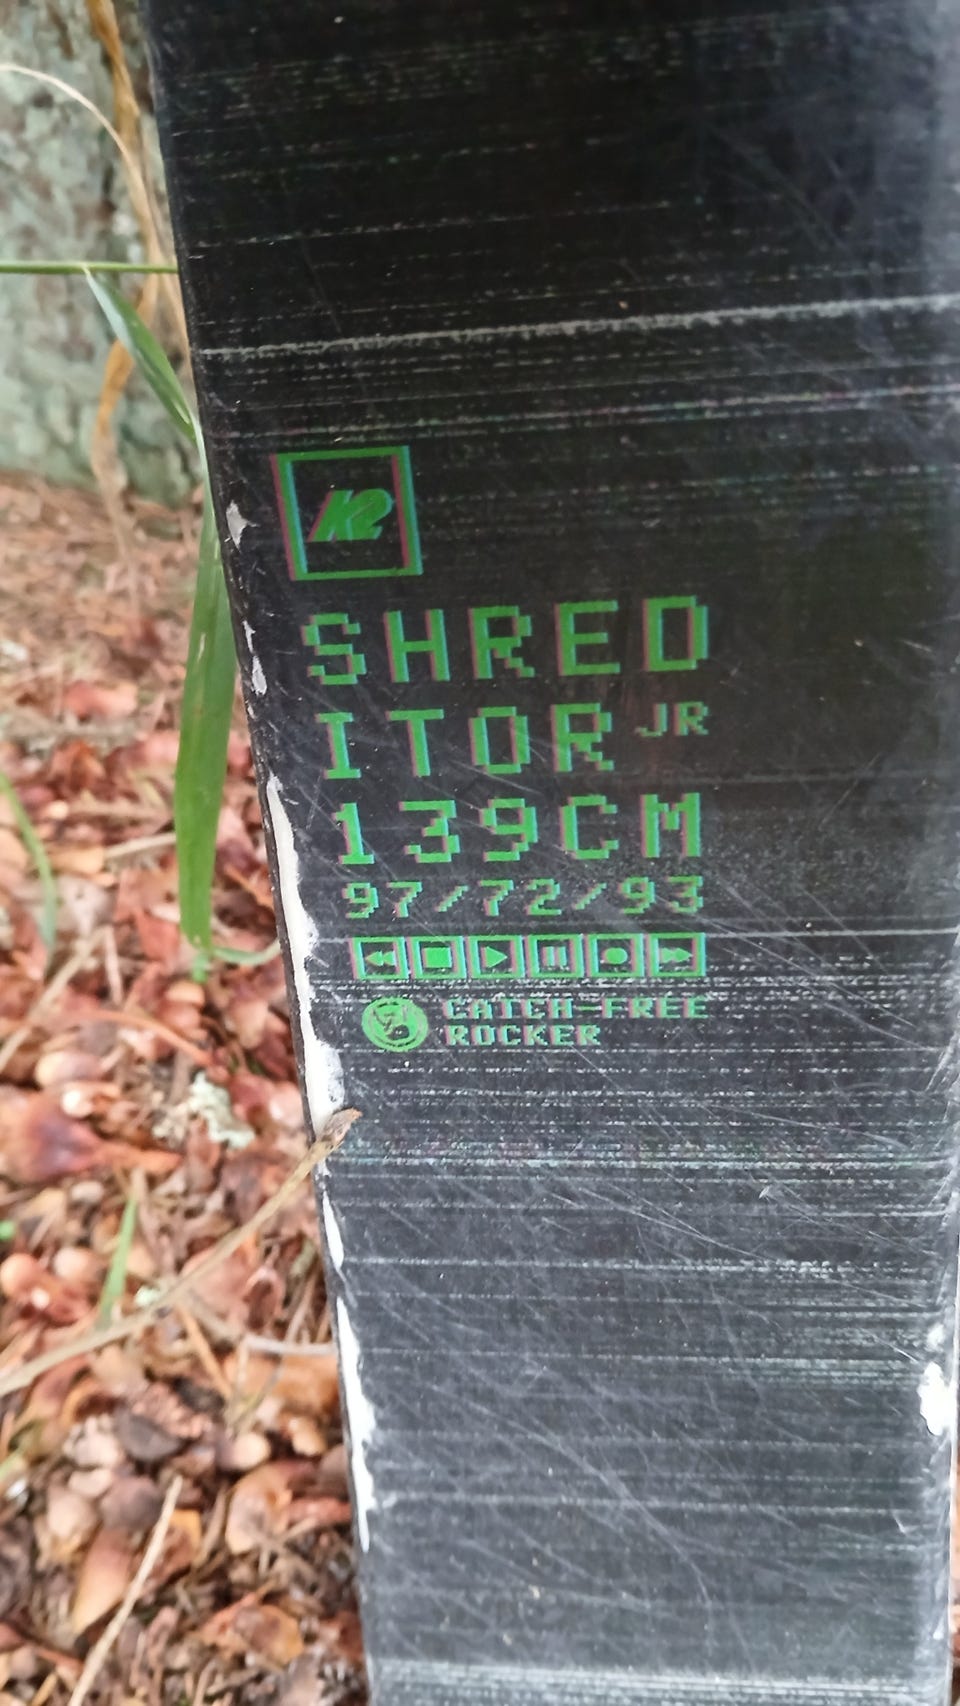 K2
SHRED
ITOR JR
139CM
97/72/93
CATCH-FREE
ROCKER